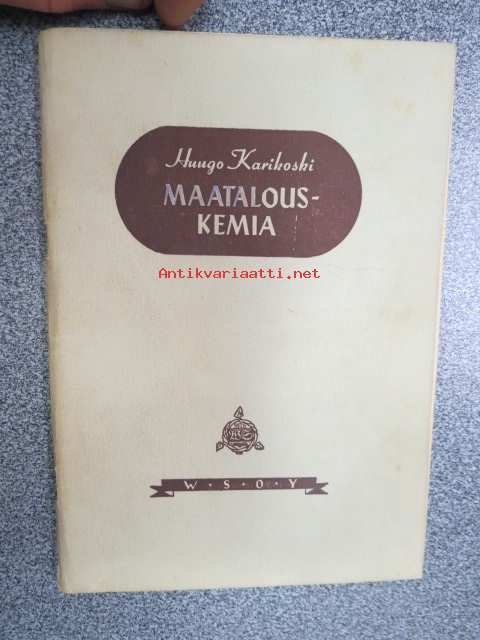 Huugo Karikoski
MAATALOUS-
KEMIA
Antikvariaatti.net
W·S·O·Y